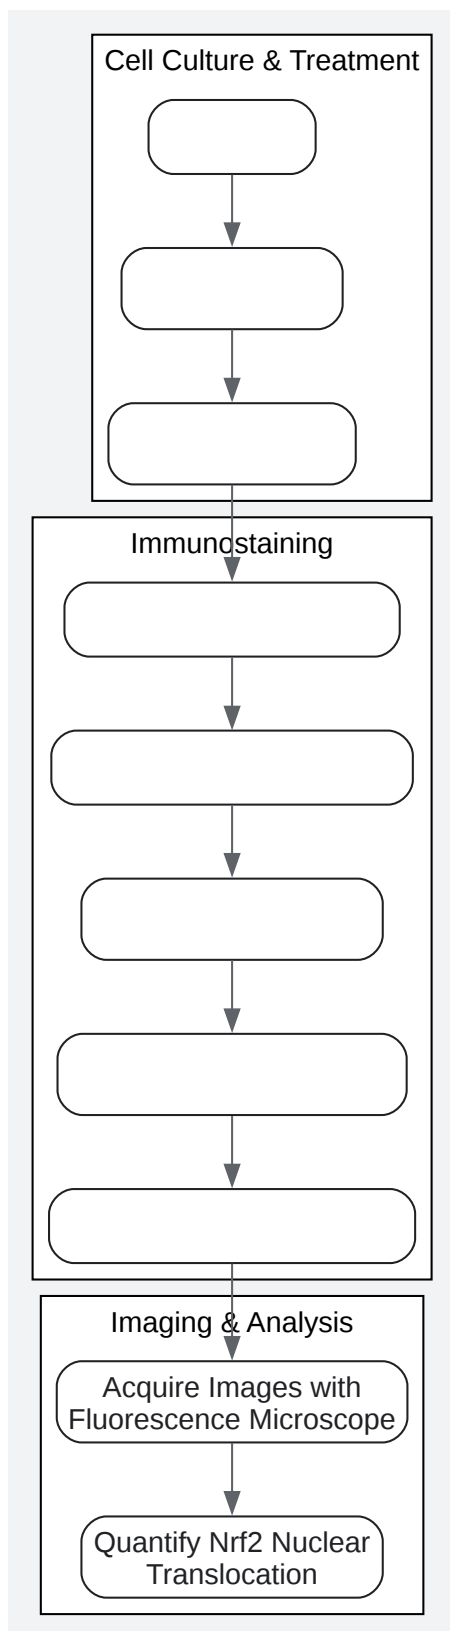 Cell Culture & Treatment
Immunostaining
Imaging & Analysis
Acquire Images with
Fluorescence Microscope
Quantify Nrf2 Nuclear
Translocation